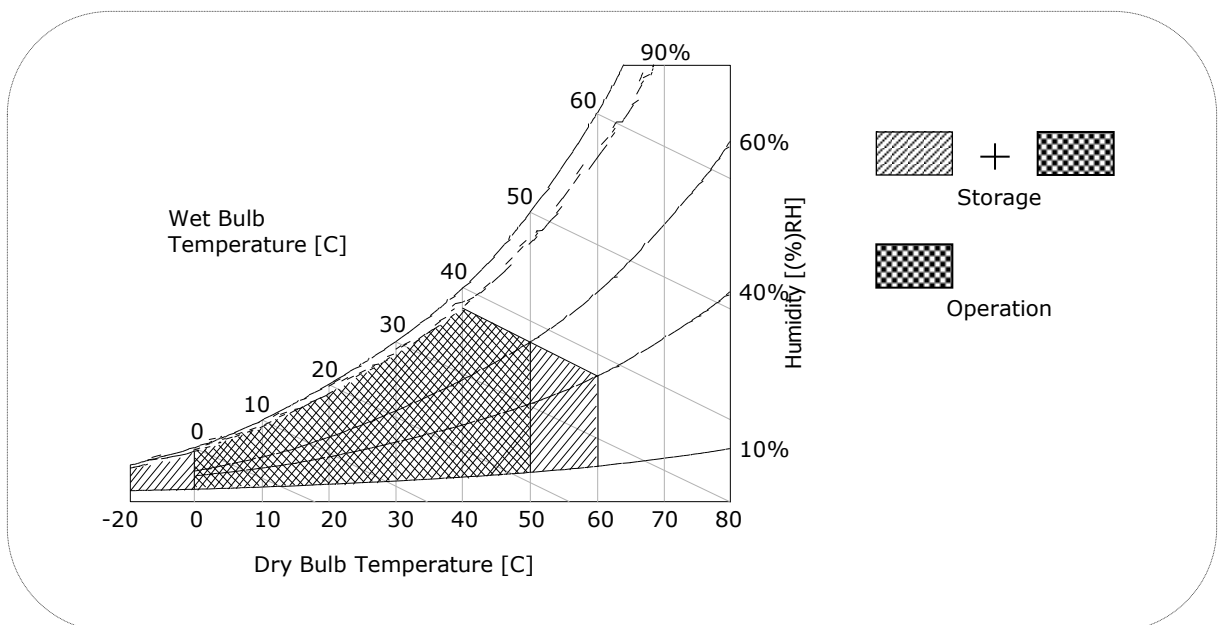 90%
60
60%
50
Wet Bulb
Temperature [C]
Storage
40
40%
Humidity [(%)RH]
30
Operation
20
10
0
10%
-20 0 10 20 30 40 50 60 70 80
Dry Bulb Temperature [C]
+